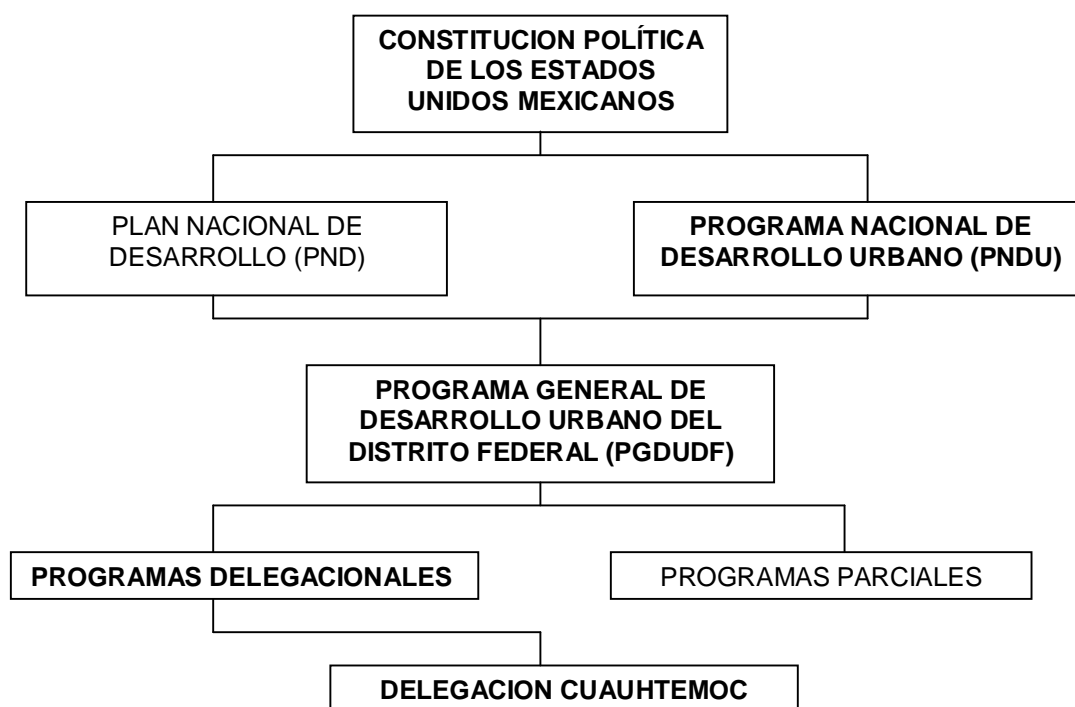 CONSTITUCION POLÍTICA
DE LOS ESTADOS
UNIDOS MEXICANOS
PLAN NACIONAL DE
DESARROLLO (PND)
PROGRAMA NACIONAL DE
DESARROLLO URBANO (PNDU)
PROGRAMA GENERAL DE
DESARROLLO URBANO DEL
DISTRITO FEDERAL (PGDUDF)
PROGRAMAS DELEGACIONALES
PROGRAMAS PARCIALES
DELEGACION CUAUHTEMOC